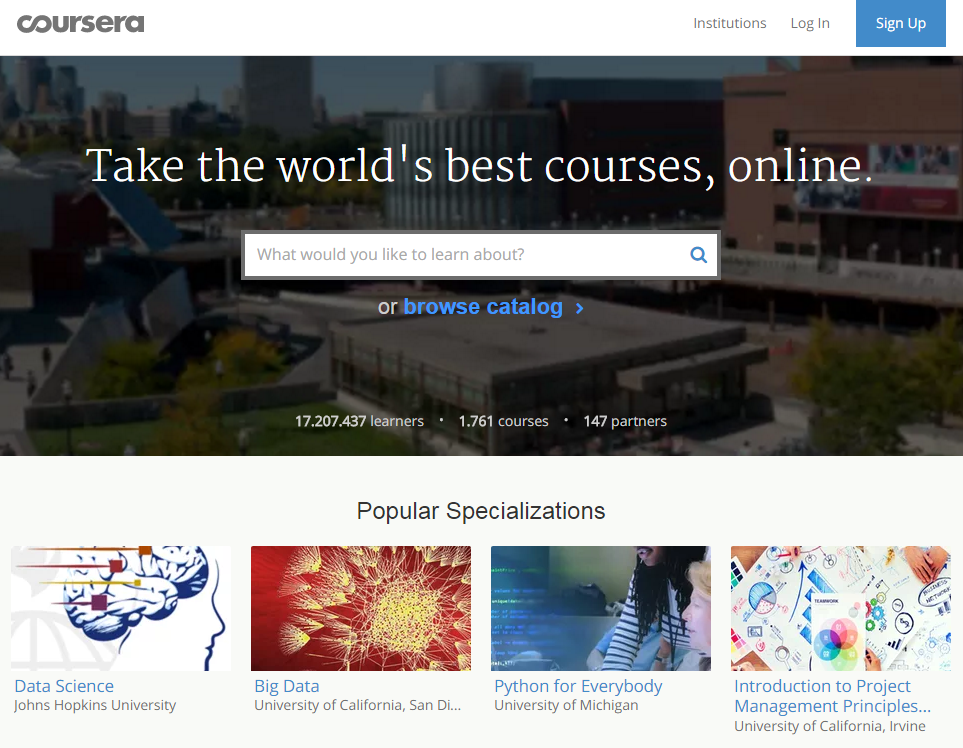 coursera
Institutions
Log In
Sign Up
Take the world's best courses, online.
What would you like to learn about?
or browse catalog ›
17.207.437 learners • 1.761 courses • 147 partners
Popular Specializations
TEAMWORK
Data Science
Johns Hopkins University
Big Data
University of California, San Di...
Python for Everybody
University of Michigan
Introduction to Project
Management Principles...
University of California, Irvine